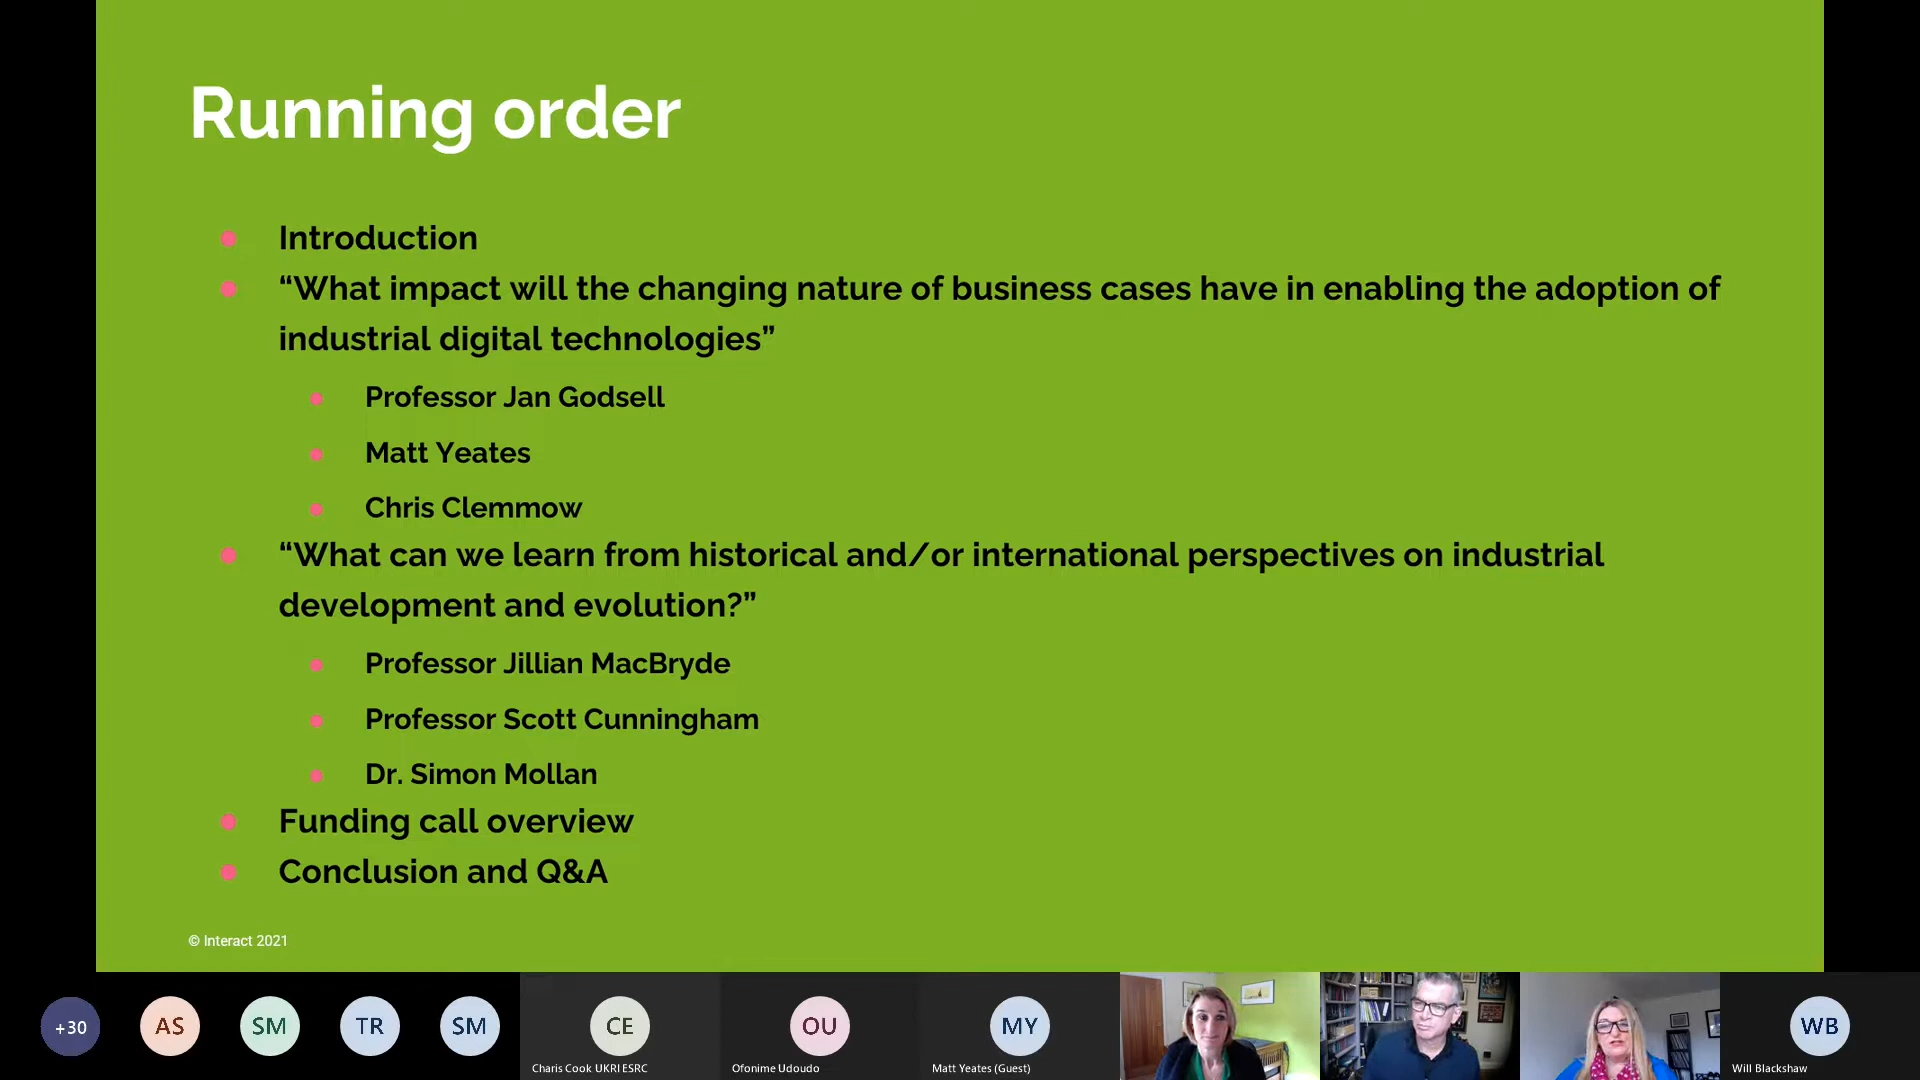 Running order
Introduction
“What impact will the changing nature of business cases have in enabling the adoption of
industrial digital technologies”
Professor Jan Godsell
Matt Yeates
Chris Clemmow
“What can we learn from historical and/or international perspectives on industrial
development and evolution?”
Professor Jillian MacBryde
Professor Scott Cunningham
Dr. Simon Mollan
Funding call overview
Conclusion and Q&A
© Interact 2021
+30
AS
SM
TR
SM
CE
OU
MY
WB
Charis Cook UKRI ESRC
Ofonime Udoudo
Matt Yeates (Guest)
Will Blackshaw